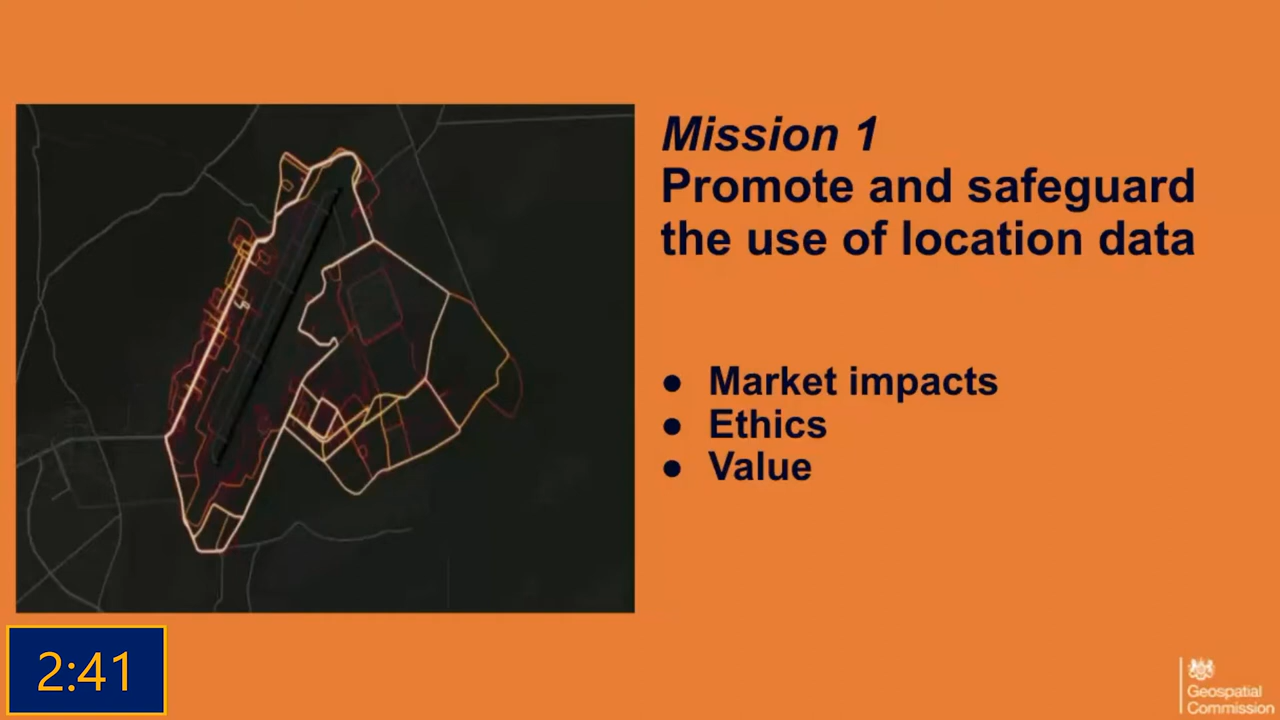 Mission 1
Promote and safeguard
the use of location data
● Market impacts
● Ethics
● Value
2:41
Geospatial
Commission